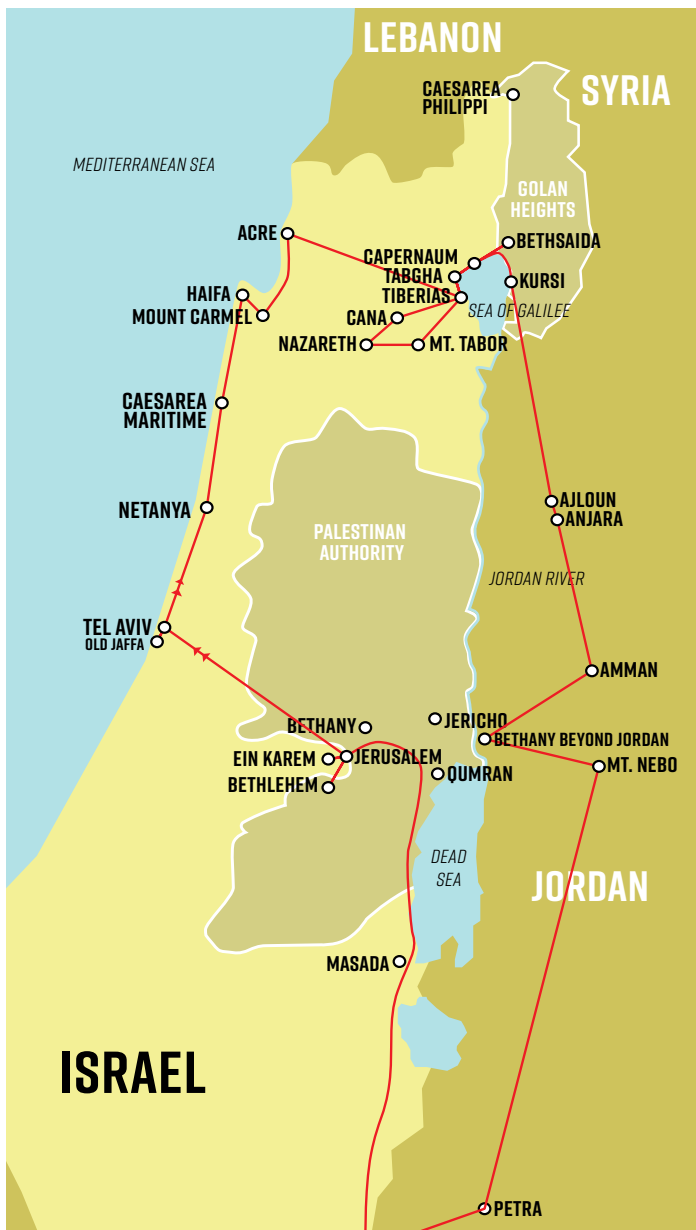 LEBANON
SYRIA
CAESAREA
PHILIPPI
MEDITERRANEAN SEA
GOLAN
HEIGHTS
ACRE
BETHSAIDA
CAPERNAUM
TABGHA
KURSI
HAIFA
TIBERIAS
SEA OF GALILEE
MOUNT CARMEL
CANA
NAZARETH
MT. TABOR
CAESAREA
MARITIME
NETANYA
AJLOUN
ANJARA
PALESTINAN
AUTHORITY
JORDAN RIVER
TEL AVIV
OLD JAFFA
AMMAN
BETHANY
JERICHO
BETHANY BEYOND JORDAN
EIN KAREM
JERUSALEM
MT. NEBO
QUMRAN
BETHLEHEM
DEAD
SEA
JORDAN
MASADA
ISRAEL
PETRA